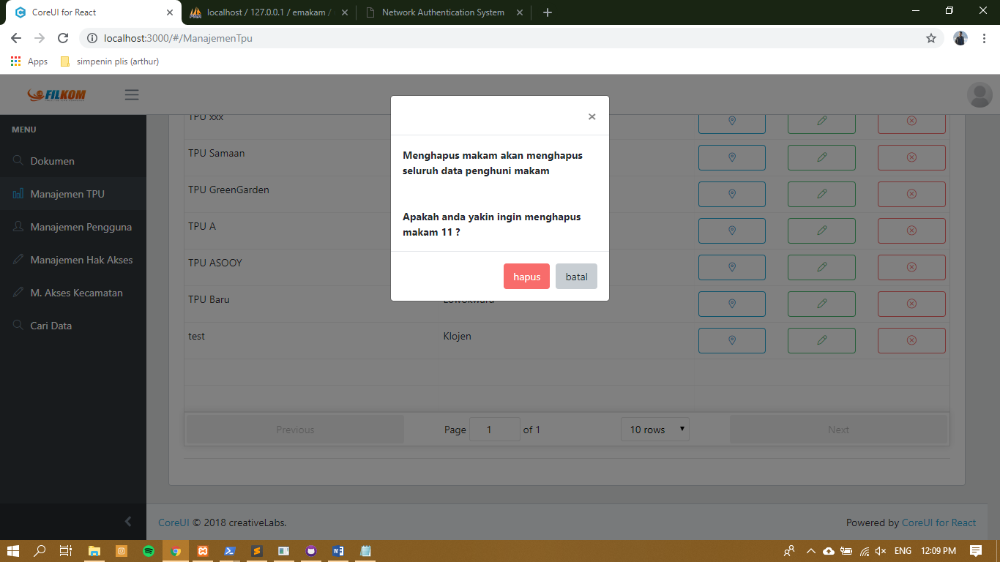 CoreUI for React
localhost / 127.0.0.1 / emakam /
Network Authentication System
localhost:3000/#/ManajemenTpu
Apps
simpenin plis (arthur)
FILKOM
MENU
Dokumen
Manajemen TPU
Manajemen Pengguna
Manajemen Hak Akses
M. Akses Kecamatan
Cari Data
TPU xxx
TPU Samaan
TPU GreenGarden
TPU A
TPU ASOOY
TPU Baru
Lowokwaru
test
Klojen
×
Menghapus makam akan menghapus
seluruh data penghuni makam
Apakah anda yakin ingin menghapus
makam 11 ?
hapus
batal
Previous
Page 1 of 1
10 rows
Next
CoreUI © 2018 creativeLabs.
Powered by CoreUI for React
ENG
12:09 PM